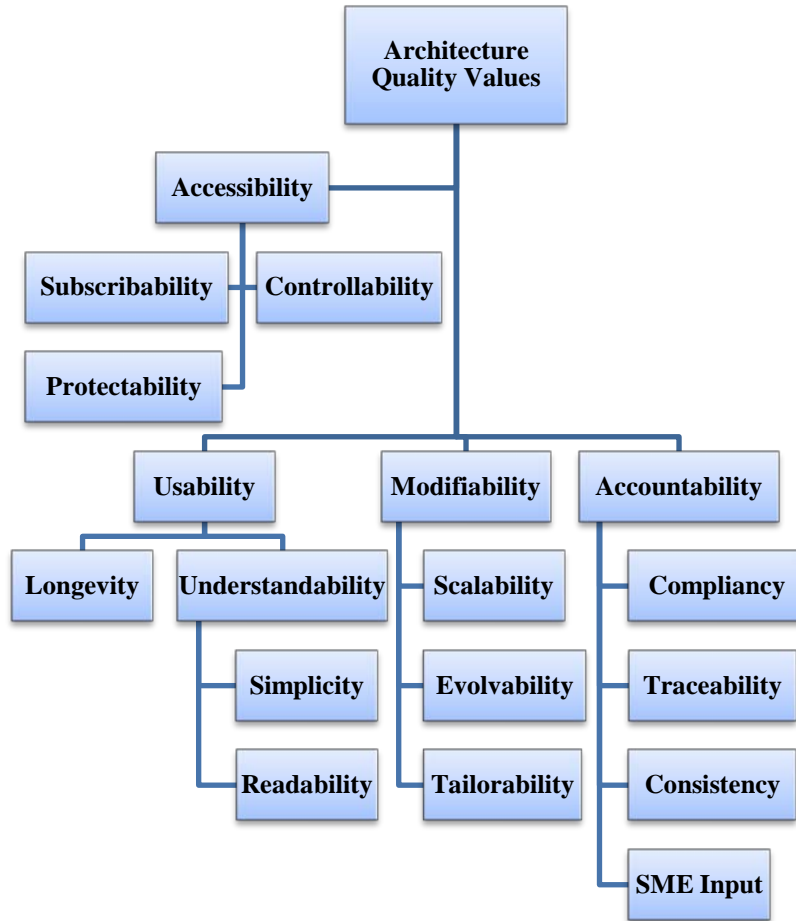 Architecture
Quality Values
Accessibility
Subscribability
Controllability
Protectability
Usability
Modifiability
Accountability
Longevity
Understandability
Scalability
Compliancy
Simplicity
Evolvability
Traceability
Readability
Tailorability
Consistency
SME Input